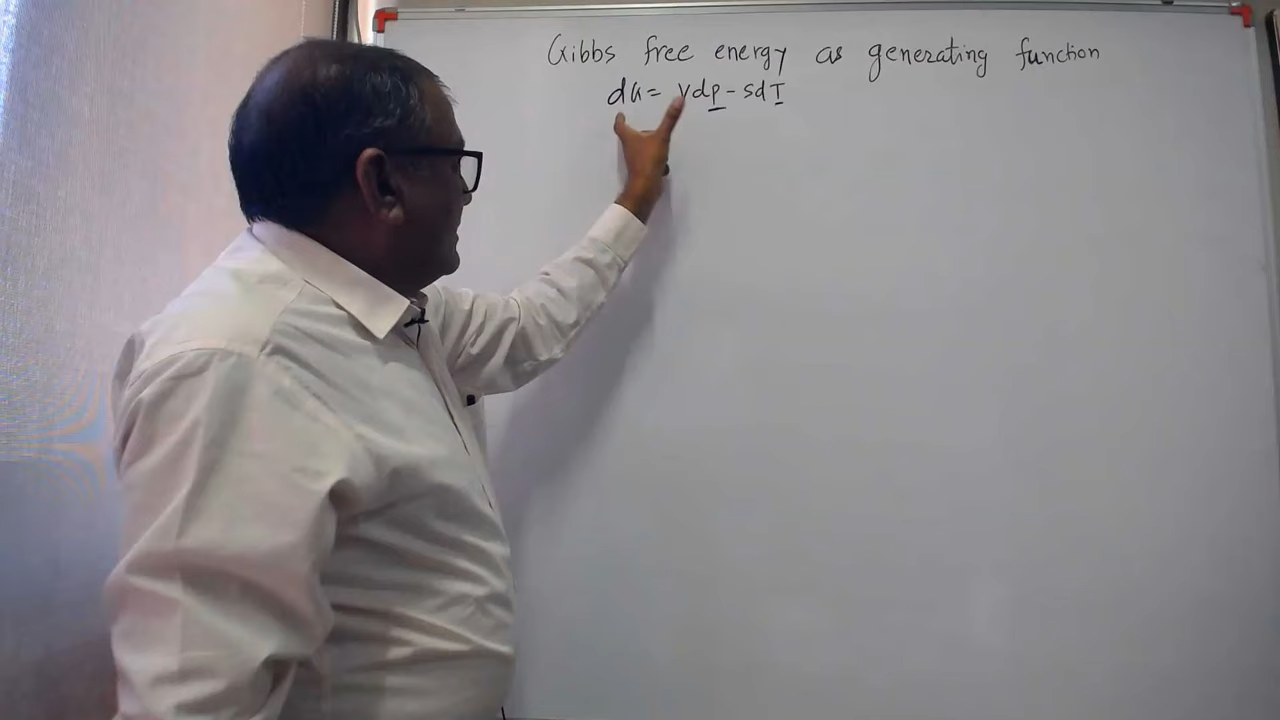 Gibbs free energy as generating function
dG = VdP - SdT